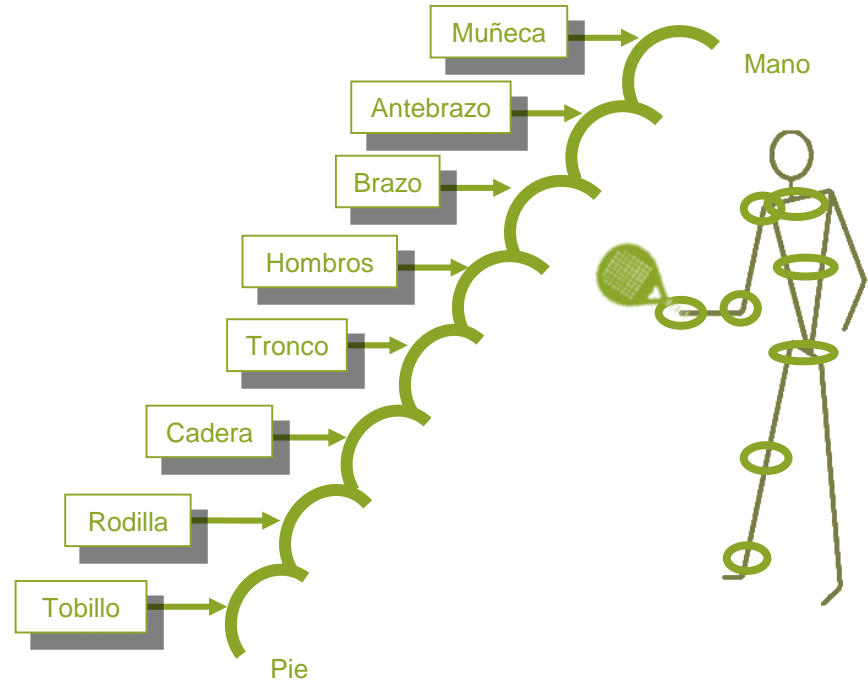 Muñeca
Mano
Antebrazo
Brazo
Hombros
Tronco
Cadera
Rodilla
Tobillo
Pie